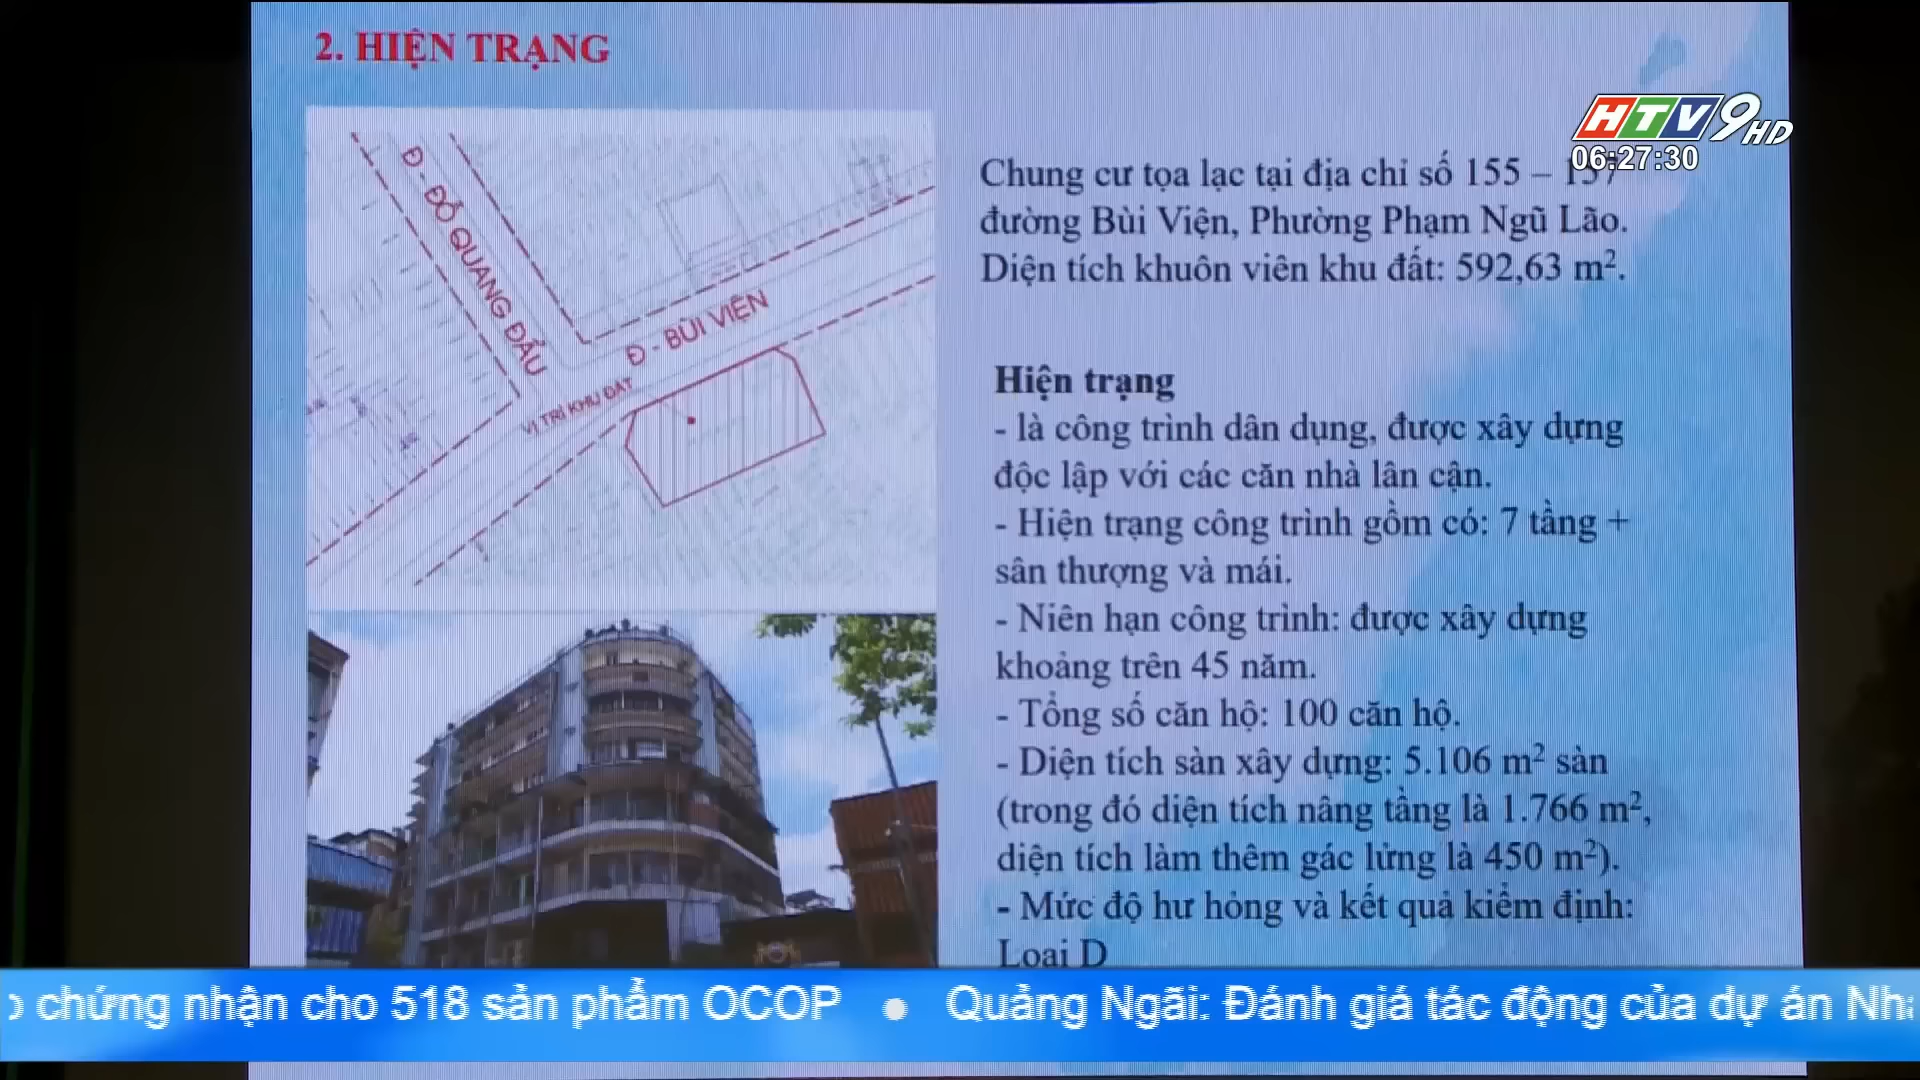 2. HIỆN TRẠNG
HTV9 HD
06:27:30
Đ - ĐỖ QUANG ĐẨU
Đ - BÙI VIỆN
VỊ TRÍ KHU ĐẤT
Chung cư tọa lạc tại địa chỉ số 155 – 157
đường Bùi Viện, Phường Phạm Ngũ Lão.
Diện tích khuôn viên khu đất: 592,63 m².
Hiện trạng
- là công trình dân dụng, được xây dựng
độc lập với các căn nhà lân cận.
- Hiện trạng công trình gồm có: 7 tầng +
sân thượng và mái.
- Niên hạn công trình: được xây dựng
khoảng trên 45 năm.
- Tổng số căn hộ: 100 căn hộ.
- Diện tích sàn xây dựng: 5.106 m² sàn
(trong đó diện tích nâng tầng là 1.766 m²,
diện tích làm thêm gác lửng là 450 m²).
- Mức độ hư hỏng và kết quả kiểm định:
Loại D
chứng nhận cho 518 sản phẩm OCOP ● Quảng Ngãi: Đánh giá tác động của dự án